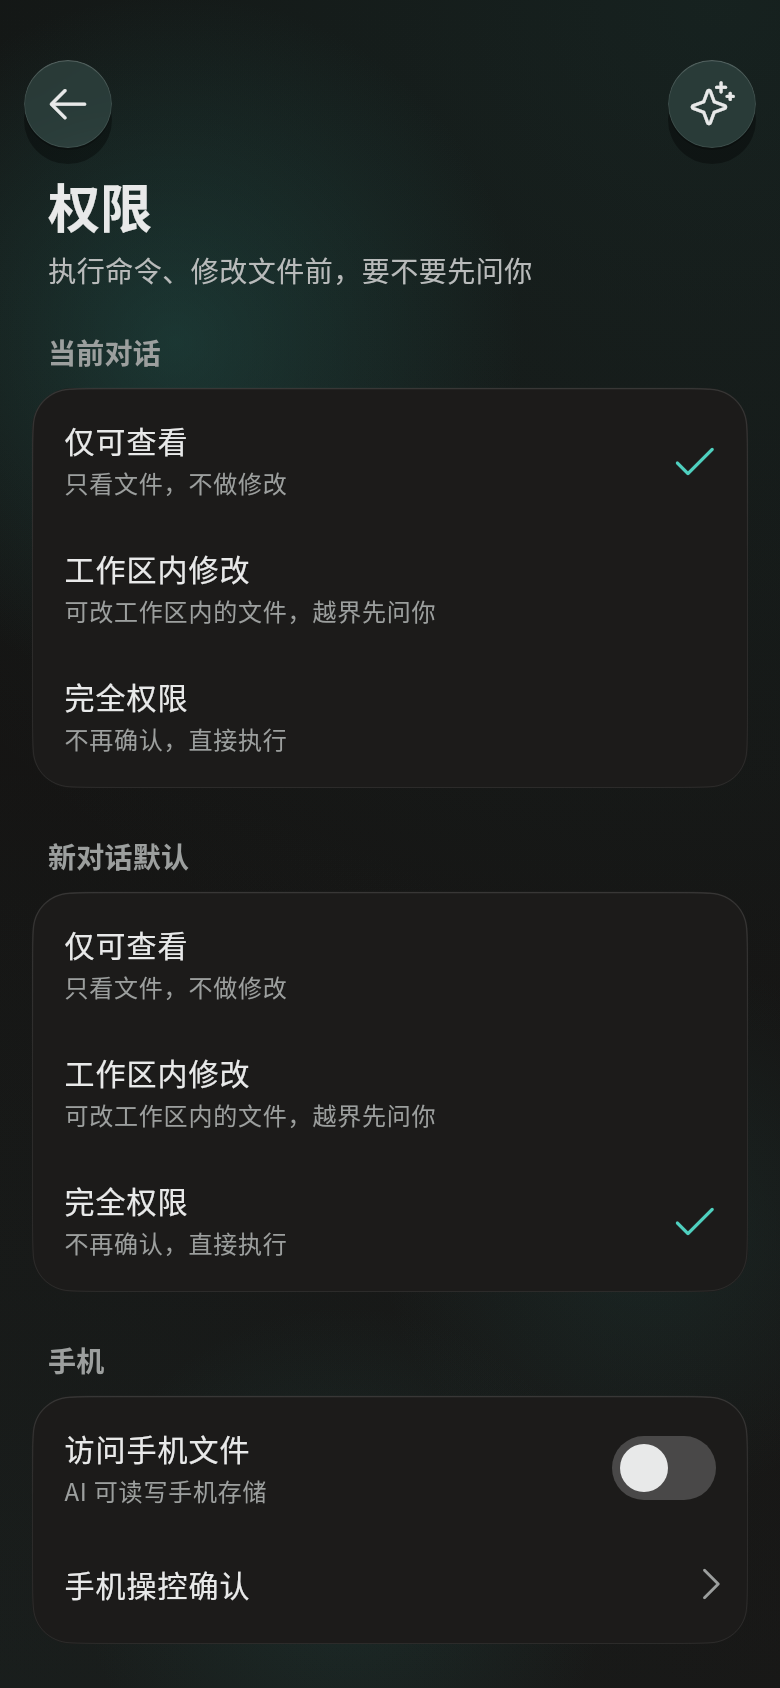 权限
执行命令、修改文件前，要不要先问你
当前对话
仅可查看
只看文件，不做修改
工作区内修改
可改工作区内的文件，越界先问你
完全权限
不再确认，直接执行
新对话默认
仅可查看
只看文件，不做修改
工作区内修改
可改工作区内的文件，越界先问你
完全权限
不再确认，直接执行
手机
访问手机文件
AI 可读写手机存储
手机操控确认